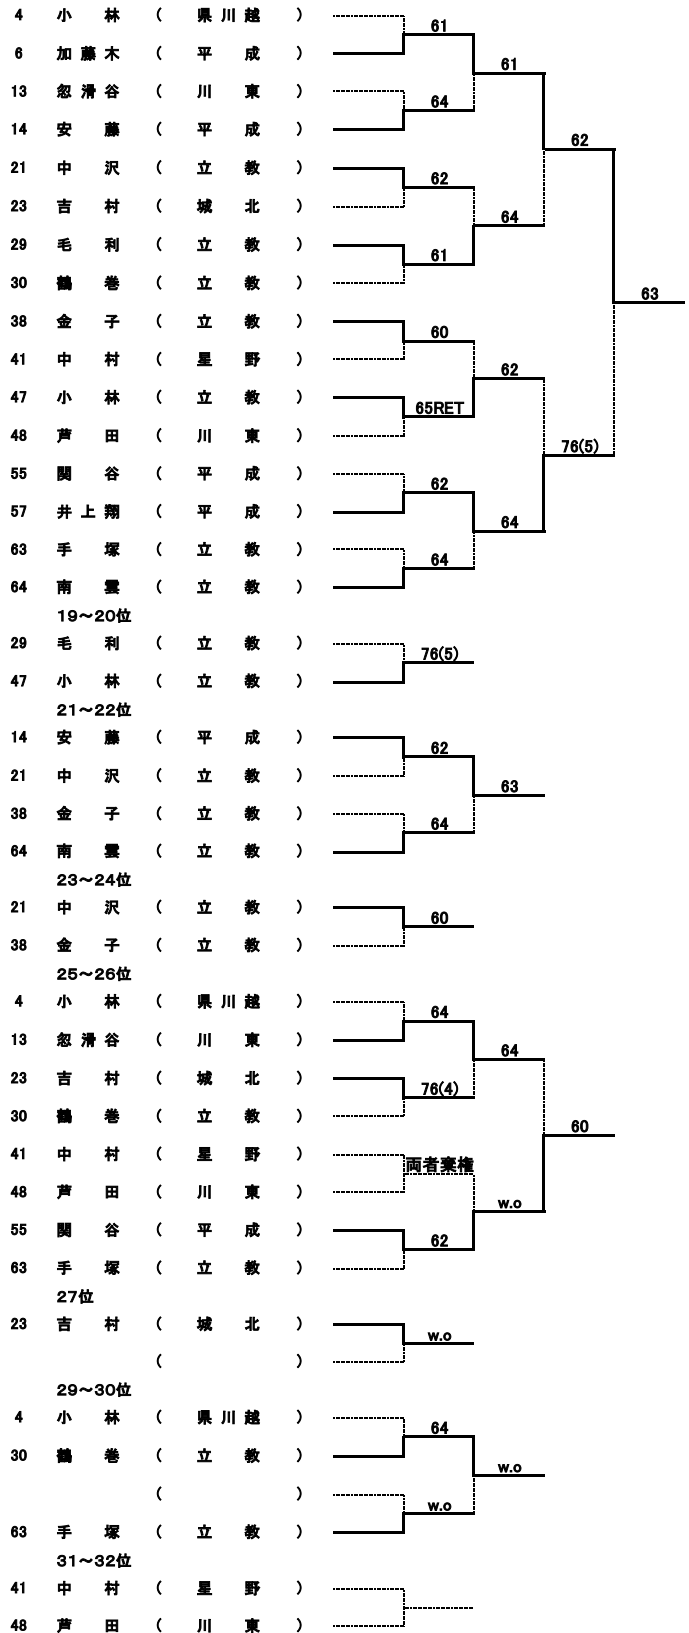 4 小林 ( 県川越 )
61
6 加藤木 ( 平成 )
61
13 忽滑谷 ( 川東 )
64
14 安藤 ( 平成 )
62
21 中沢 ( 立教 )
62
23 吉村 ( 城北 )
64
29 毛利 ( 立教 )
61
30 鶴巻 ( 立教 )
63
38 金子 ( 立教 )
60
41 中村 ( 星野 )
62
47 小林 ( 立教 )
65RET
48 芦田 ( 川東 )
76(5)
55 関谷 ( 平成 )
62
57 井上翔 ( 平成 )
64
63 手塚 ( 立教 )
64
64 南雲 ( 立教 )
19～20位
29 毛利 ( 立教 )
76(5)
47 小林 ( 立教 )
21～22位
14 安藤 ( 平成 )
62
21 中沢 ( 立教 )
63
38 金子 ( 立教 )
64
64 南雲 ( 立教 )
23～24位
21 中沢 ( 立教 )
60
38 金子 ( 立教 )
25～26位
4 小林 ( 県川越 )
64
13 忽滑谷 ( 川東 )
64
23 吉村 ( 城北 )
76(4)
30 鶴巻 ( 立教 )
60
41 中村 ( 星野 )
両者棄権
48 芦田 ( 川東 )
w.o
55 関谷 ( 平成 )
62
63 手塚 ( 立教 )
27位
23 吉村 ( 城北 )
w.o
( )
29～30位
4 小林 ( 県川越 )
64
30 鶴巻 ( 立教 )
w.o
( )
w.o
63 手塚 ( 立教 )
31～32位
41 中村 ( 星野 )
48 芦田 ( 川東 )